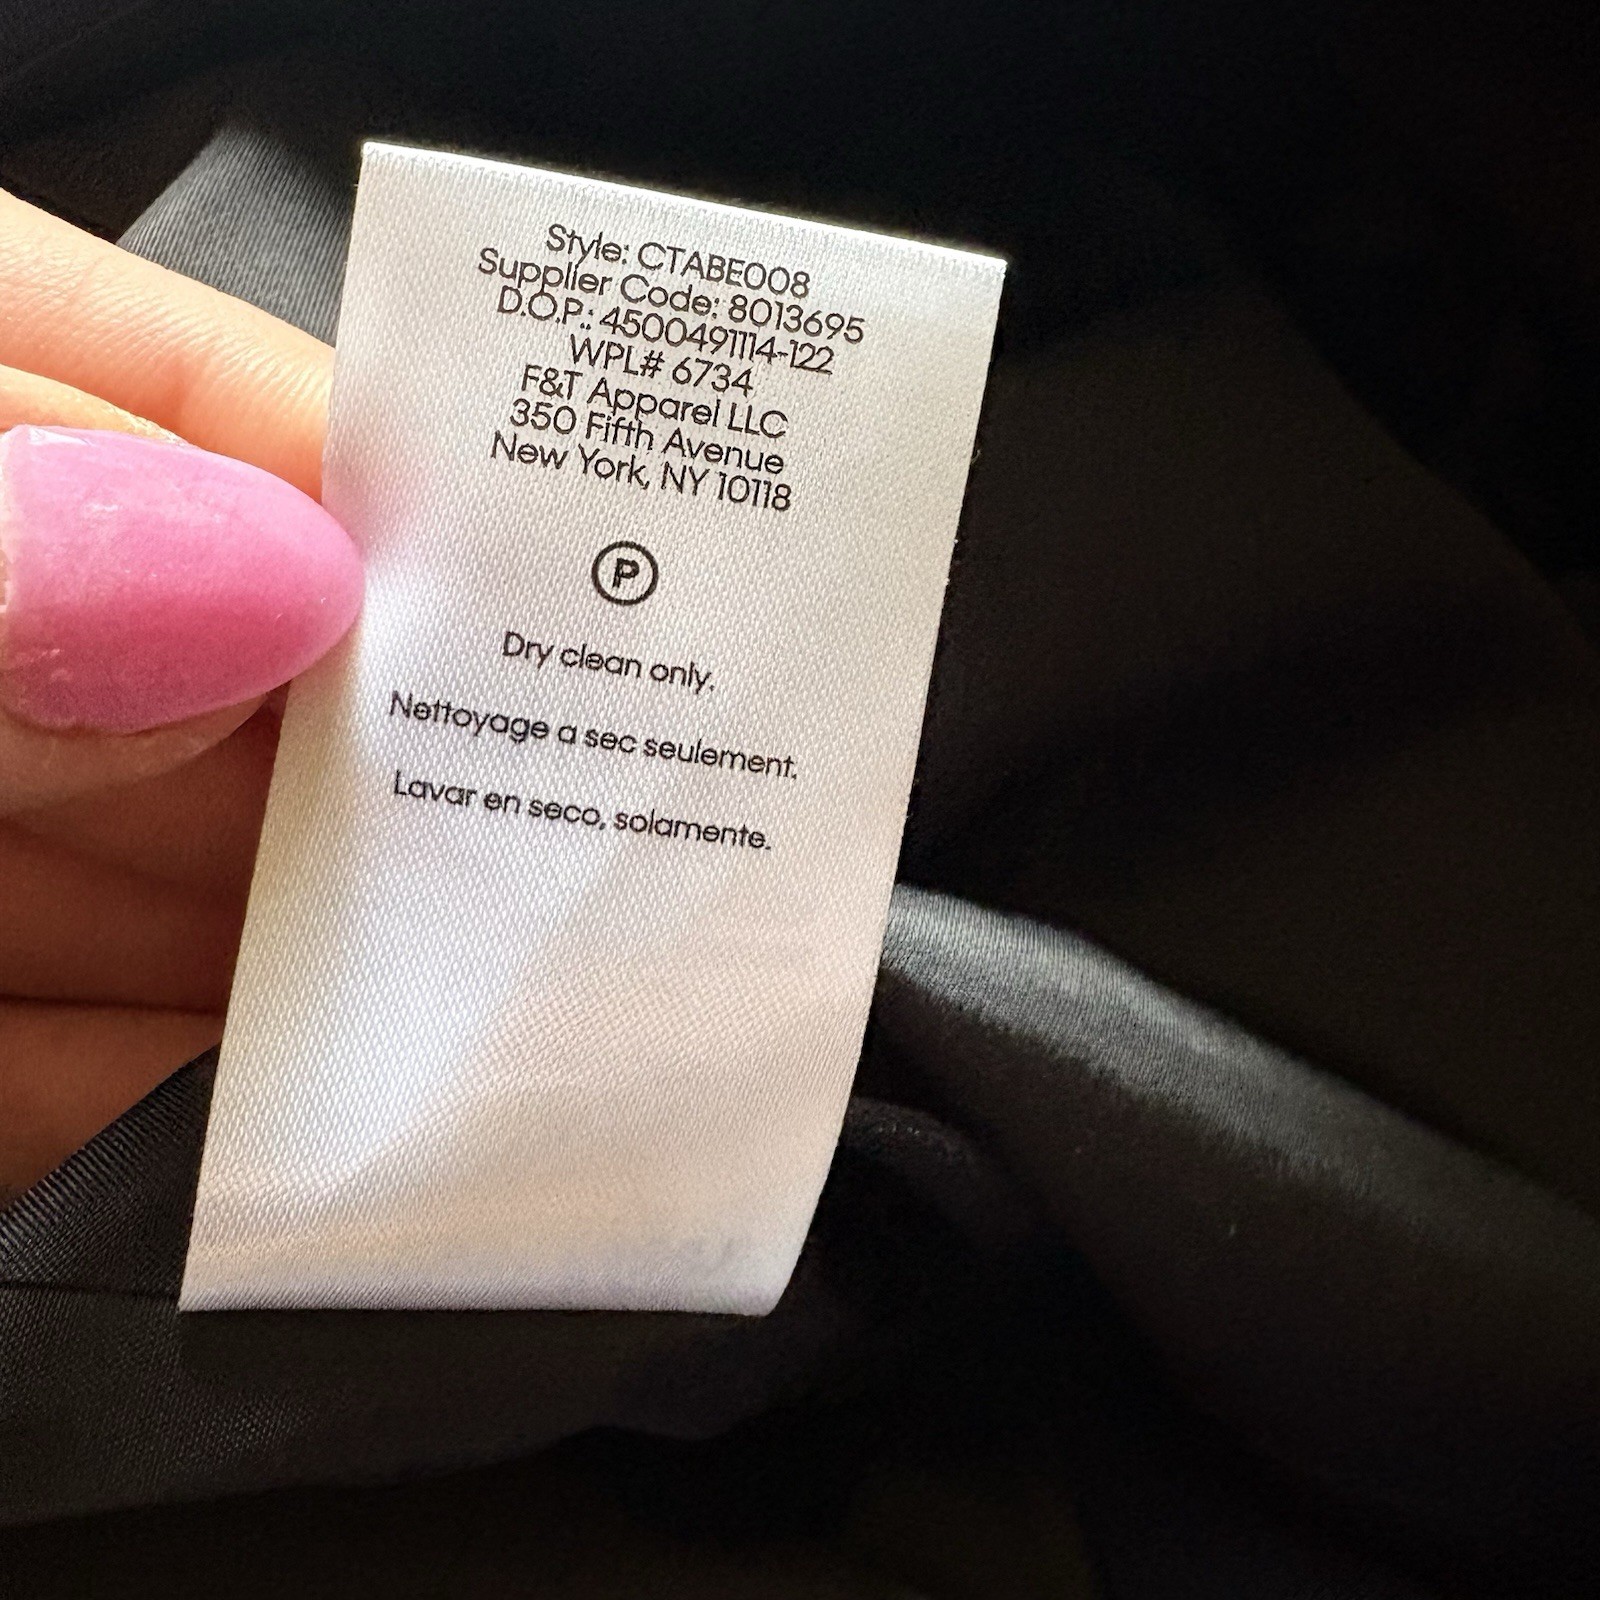 Style: CTABE008
Supplier Code: 8013695
D.O.P.: 4500491114-122
WPL# 6734
F&T Apparel LLC
350 Fifth Avenue
New York, NY 10118
P
Dry clean only.
Nettoyage a sec seulement.
Lavar en seco, solamente.